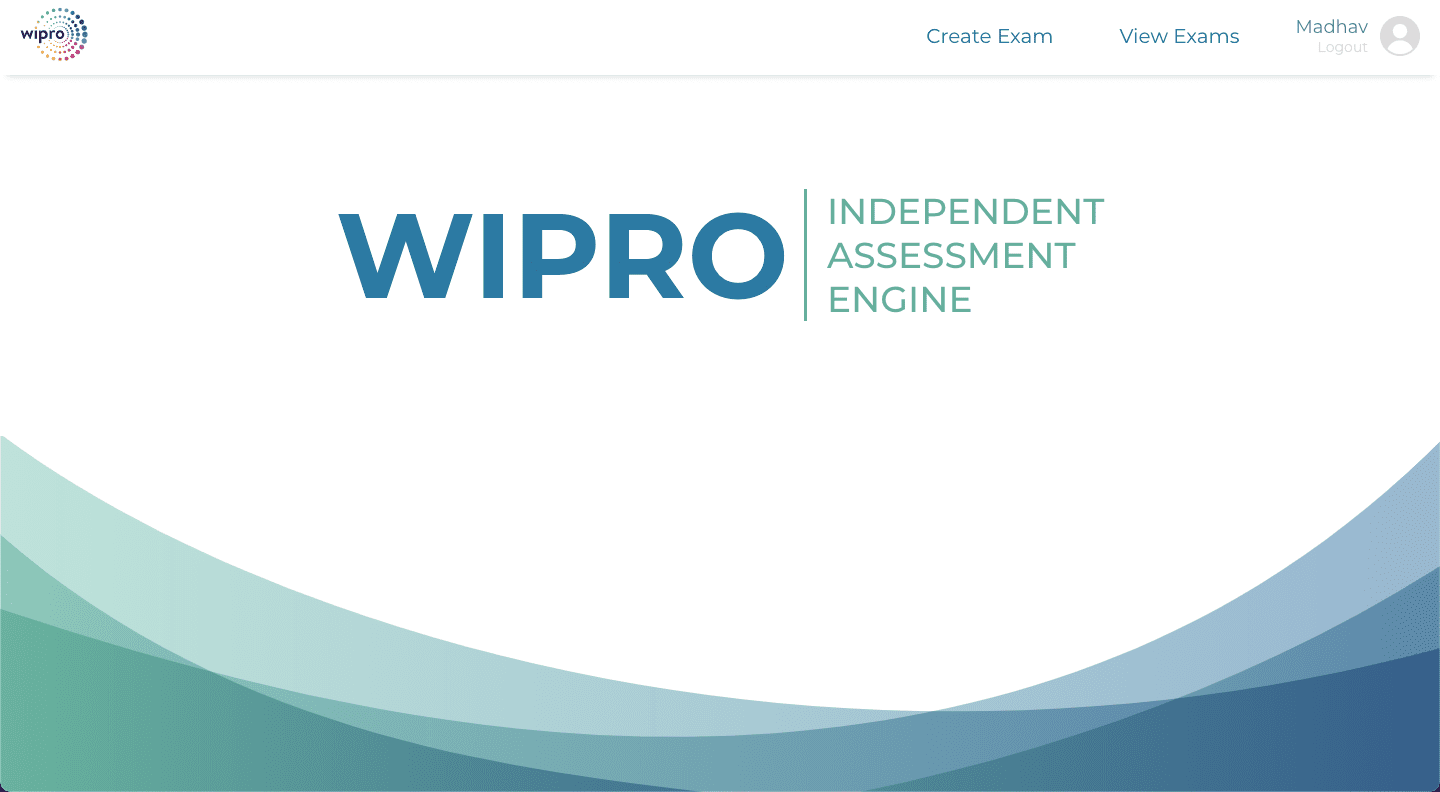 wipro
Create Exam
View Exams
Madhav
Logout
WIPRO
INDEPENDENT
ASSESSMENT
ENGINE